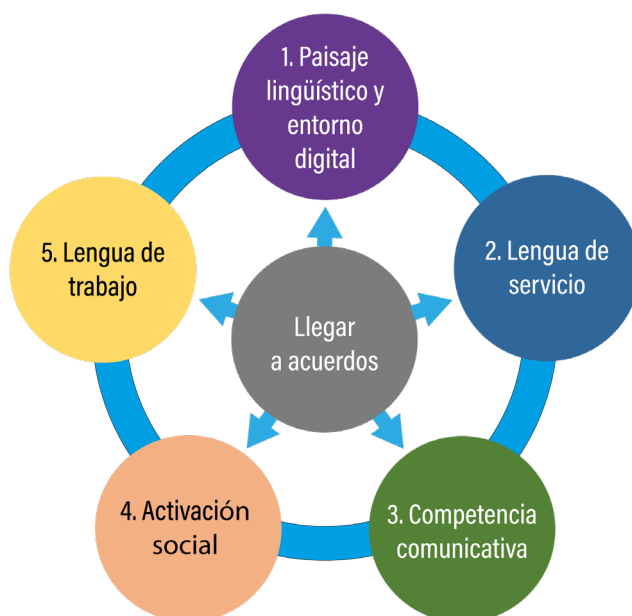 1. Paisaje
lingüístico y
entorno
digital
2. Lengua de
servicio
3. Competencia
comunicativa
4. Activación
social
5. Lengua de
trabajo
Llegar
a acuerdos